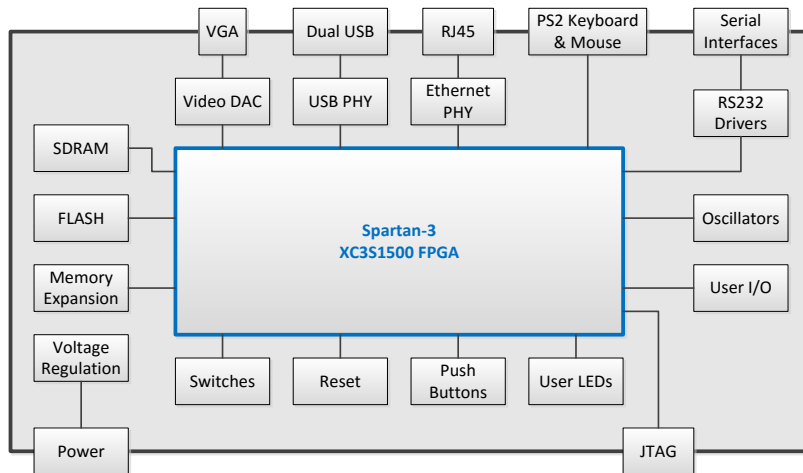 VGA
Dual USB
RJ45
PS2 Keyboard
& Mouse
Serial
Interfaces
Video DAC
USB PHY
Ethernet
PHY
RS232
Drivers
SDRAM
FLASH
Spartan-3
XC3S1500 FPGA
Oscillators
Memory
Expansion
User I/O
Voltage
Regulation
Switches
Reset
Push
Buttons
User LEDs
Power
JTAG